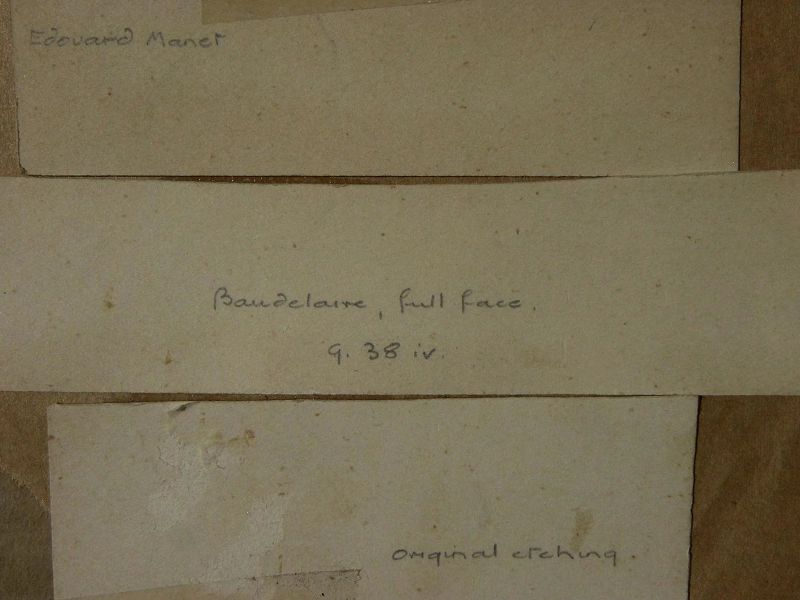 Edouard Manet
Baudelaire, full face.
G. 38 iv.
original etching.